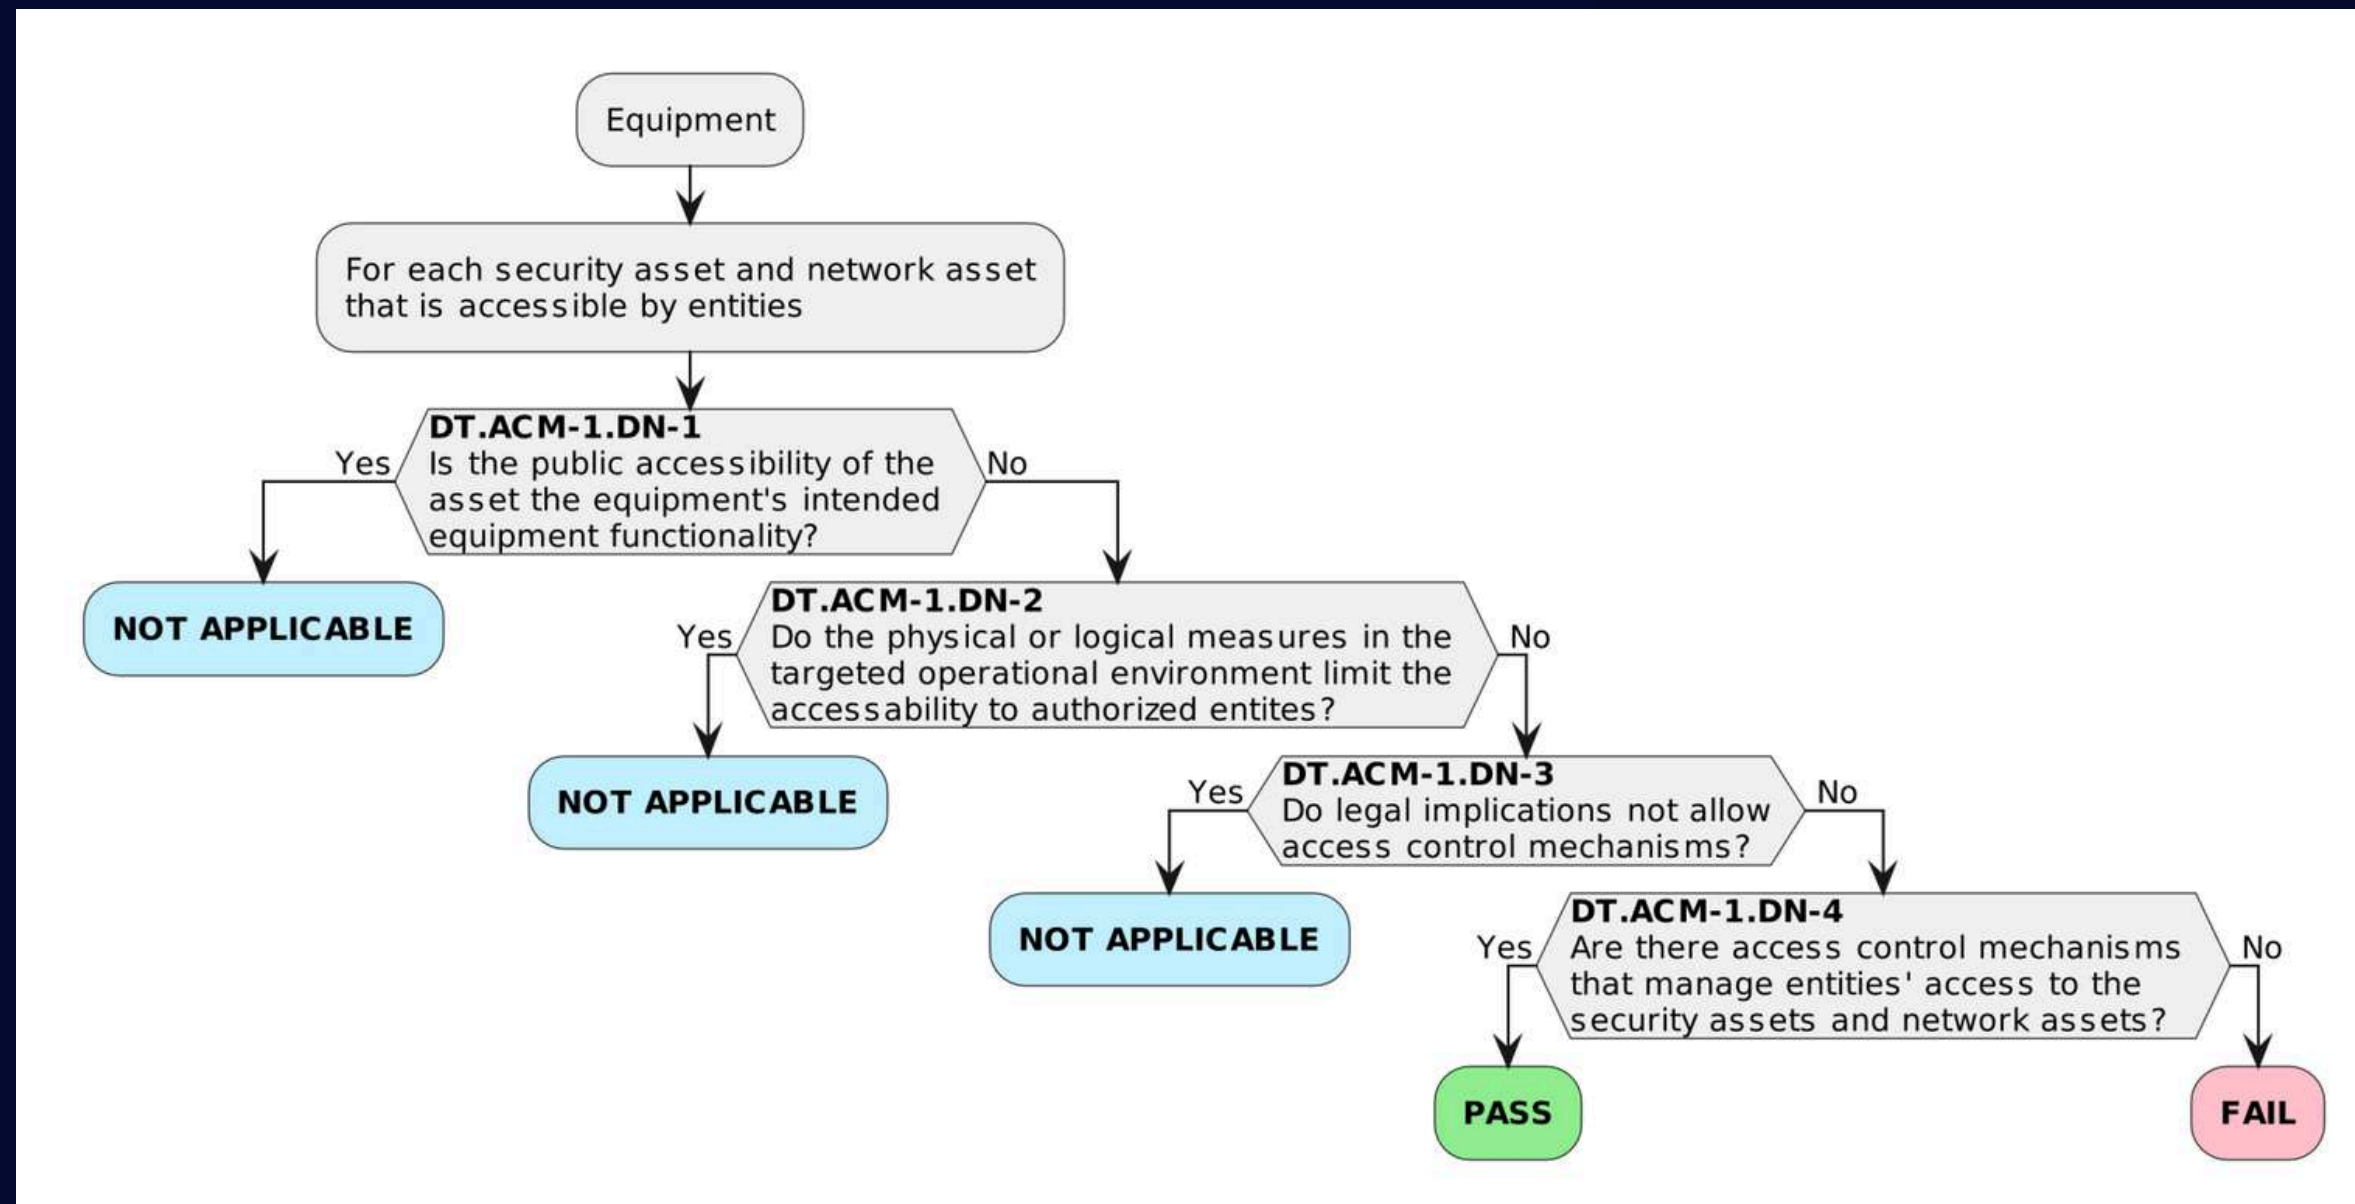 Equipment
For each security asset and network asset
that is accessible by entities
DT.ACM-1.DN-1
Is the public accessibility of the
asset the equipment's intended
equipment functionality?
Yes
No
NOT APPLICABLE
DT.ACM-1.DN-2
Do the physical or logical measures in the
targeted operational environment limit the
accessability to authorized entites?
Yes
No
NOT APPLICABLE
DT.ACM-1.DN-3
Do legal implications not allow
access control mechanisms?
Yes
No
NOT APPLICABLE
DT.ACM-1.DN-4
Are there access control mechanisms
that manage entities' access to the
security assets and network assets?
Yes
No
PASS
FAIL